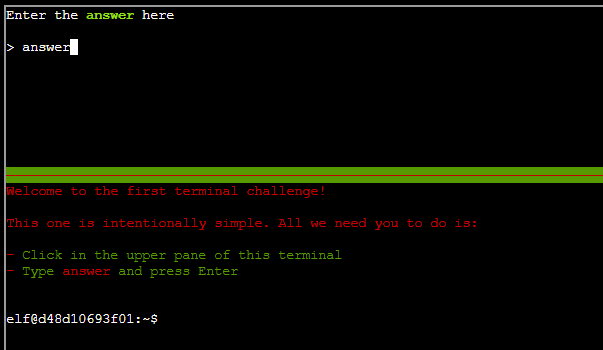 Enter the answer here
> answer
Welcome to the first terminal challenge!
This one is intentionally simple. All we need you to do is:
- Click in the upper pane of this terminal
- Type answer and press Enter
elf@d48d10693f01:~$